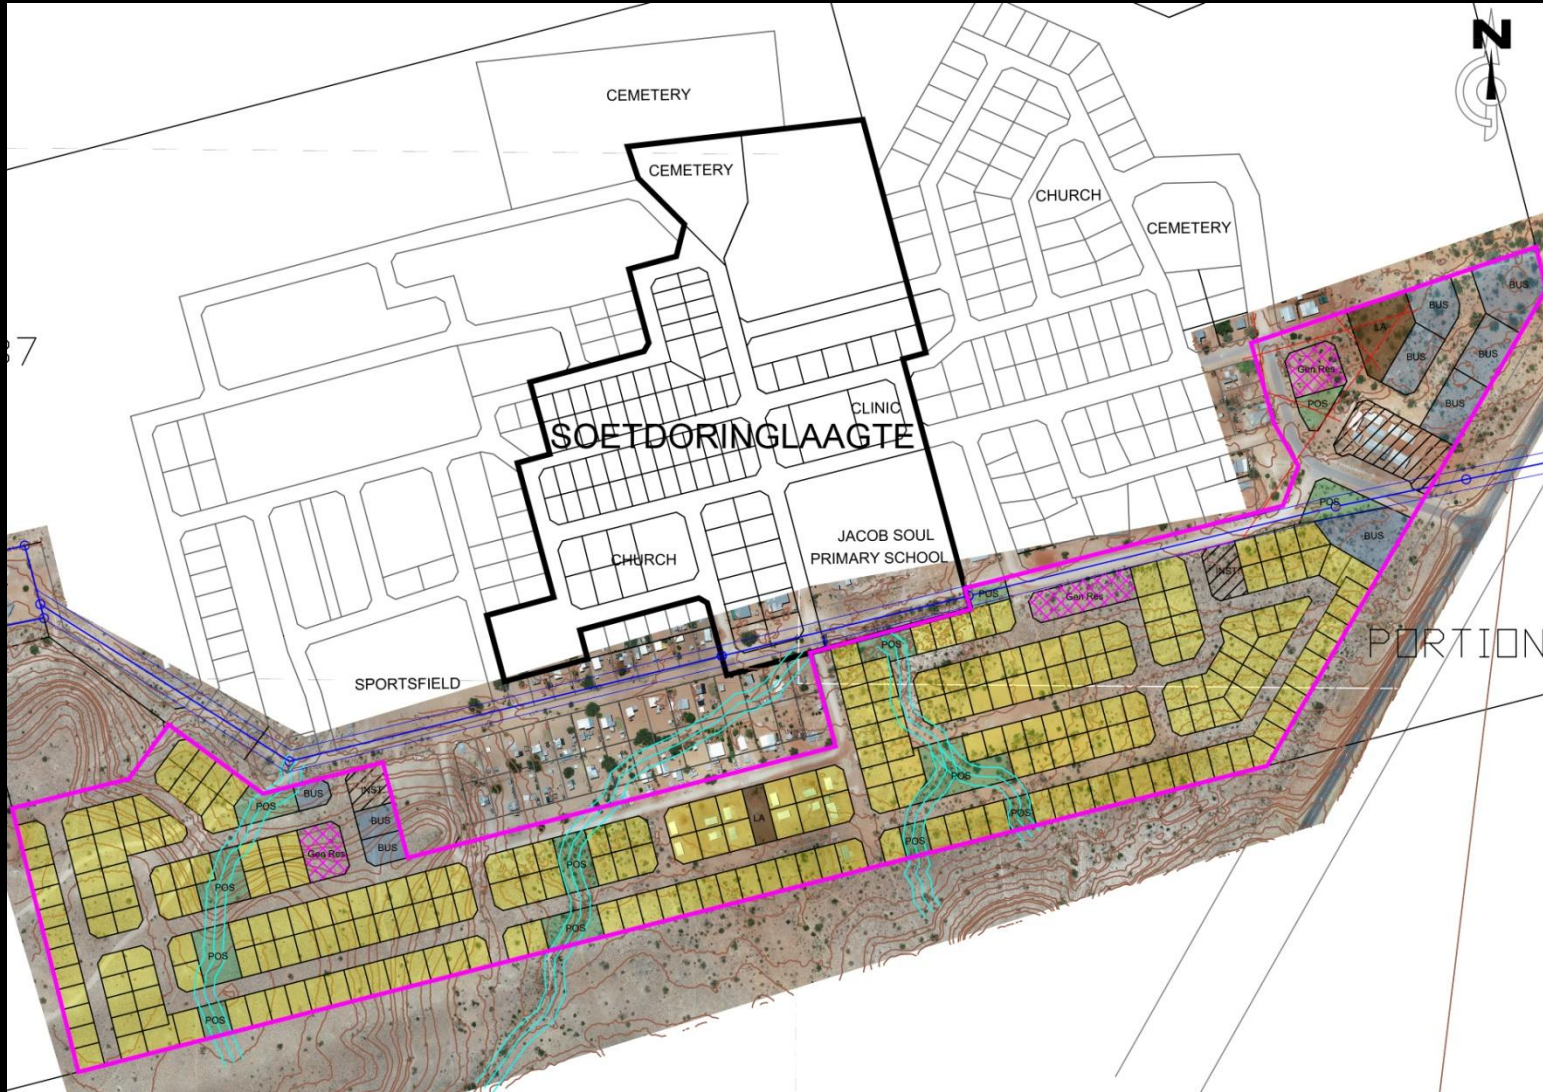 N
CEMETERY
CEMETERY
CHURCH
CEMETERY
BUS
BUS
LA
BUS
BUS
37
Gen Res
BUS
POS
CLINIC
SOETDORINGLAAGTE
POS
JACOB SOUL
PRIMARY SCHOOL
BUS
CHURCH
INST
POS
Gen Res
POS
PORTION
SPORTSFIELD
POS
INST
BUS
POS
POS
BUS
LA
BUS
Gen Res
POS
POS
POS
POS
POS
POS